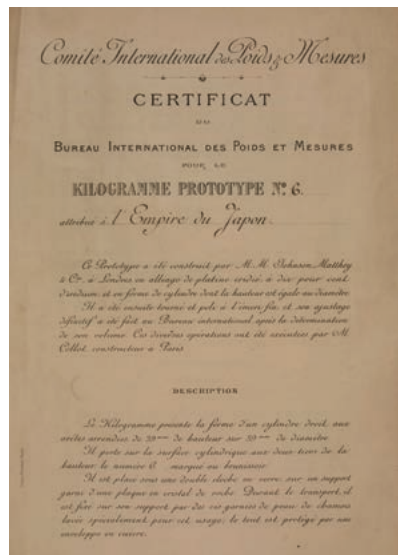 Comité International des Poids & Mesures
CERTIFICAT
DU
BUREAU INTERNATIONAL DES POIDS ET MESURES
POUR LE
KILOGRAMME PROTOTYPE No 6.
attribué à l'Empire du Japon.
Ce Prototype a été construit par M.M. Johnson, Matthey
& Cie, à Londres en alliage de platine iridié, à dix pour cent
d'iridium, et en forme de cylindre dont la hauteur est égale au diamètre.
Il a été ensuite tourné et poli à l'émeri fin, et son ajustage
définitif a été fait au Bureau international, après la détermination
de son volume. Ces dernières opérations ont été exécutées par M.
Collot, constructeur à Paris.
DESCRIPTION
Le Kilogramme présente la forme d'un cylindre droit, aux
arêtes arrondies de 39mm de hauteur sur 39mm de diamètre.
Il porte sur la surface cylindrique aux deux tiers de la
hauteur le numéro 6 marqué au brunissoir.
Il est placé sous une double cloche en verre, sur un support
garni d'une plaque en cristal de roche. Durant le transport, il
est fixé sur son support par des vis garnies de peau de chamois
lavée spécialement pour cet usage; le tout est protégé par une
enveloppe en cuivre.